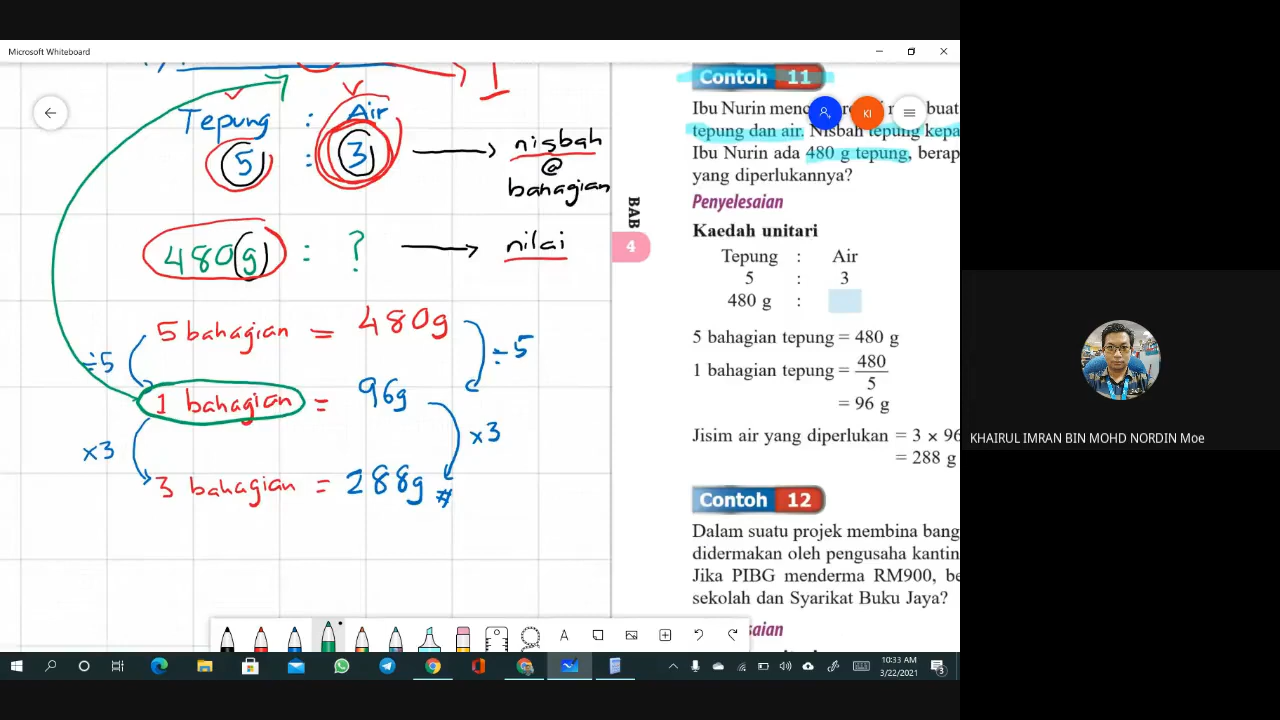 Microsoft Whiteboard
Tepung : Air
5 : 3 nisbah
@
bahagian
480g : ? nilai
5 bahagian = 480g
÷5 ÷5
1 bahagian = 96g
×3 ×3
3 bahagian = 288g #
1
BAB
4
Contoh 11
Ibu Nurin menc buat
tepung dan air. Nisbah tepung kepa
Ibu Nurin ada 480 g tepung, berap
yang diperlukannya?
Penyelesaian
Kaedah unitari
Tepung : Air
5 : 3
480 g :
5 bahagian tepung = 480 g
1 bahagian tepung = 480
5
= 96 g
Jisim air yang diperlukan = 3 × 96
= 288 g
Contoh 12
Dalam suatu projek membina bang
didermakan oleh pengusaha kantin
Jika PIBG menderma RM900, be
sekolah dan Syarikat Buku Jaya?
saian
KI
KHAIRUL IMRAN BIN MOHD NORDIN Moe
A
10:33 AM
3/22/2021
3